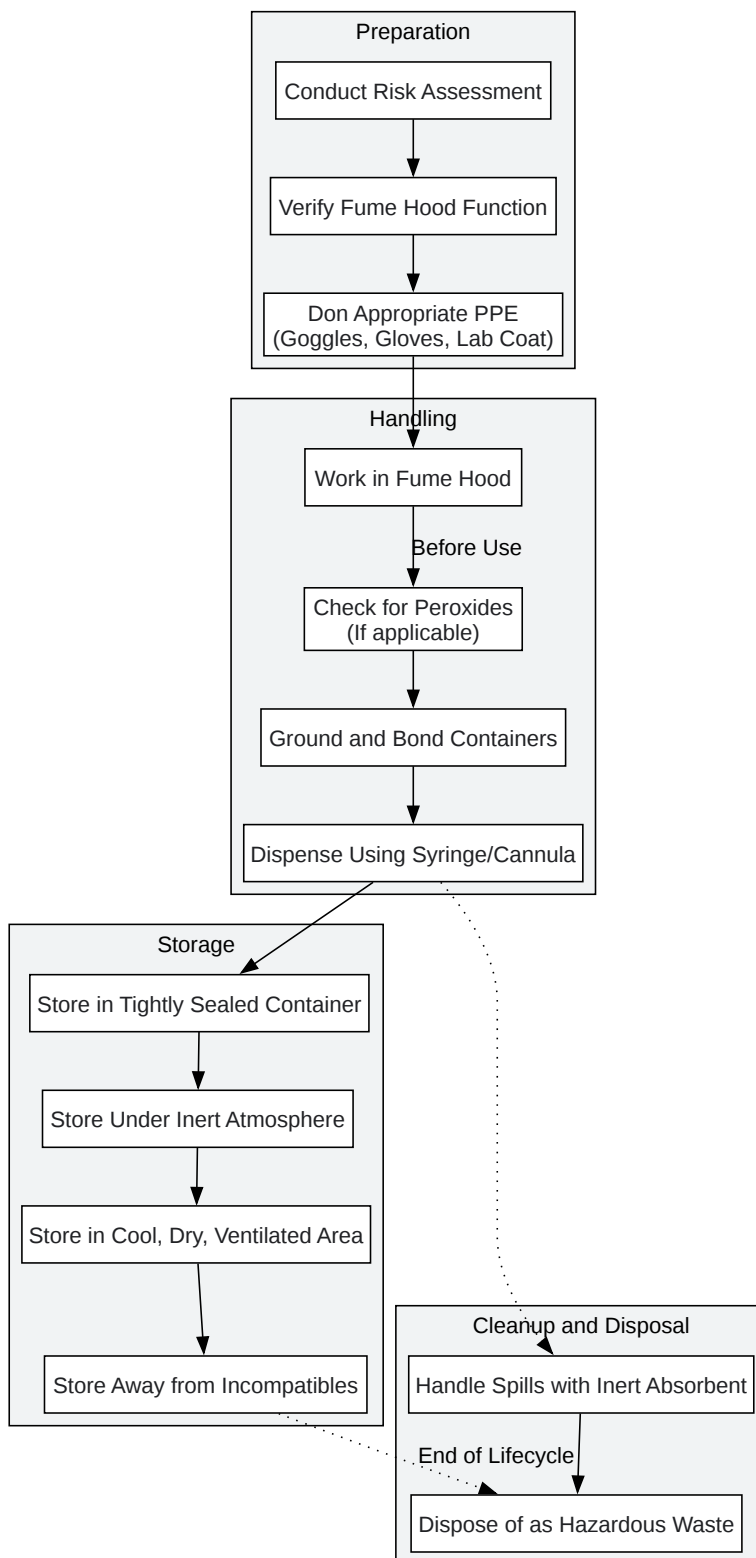 Preparation
Conduct Risk Assessment
Verify Fume Hood Function
Don Appropriate PPE
(Goggles, Gloves, Lab Coat)
Handling
Work in Fume Hood
Before Use
Check for Peroxides
(If applicable)
Ground and Bond Containers
Dispense Using Syringe/Cannula
Storage
Store in Tightly Sealed Container
Store Under Inert Atmosphere
Store in Cool, Dry, Ventilated Area
Store Away from Incompatibles
Cleanup and Disposal
Handle Spills with Inert Absorbent
End of Lifecycle
Dispose of as Hazardous Waste